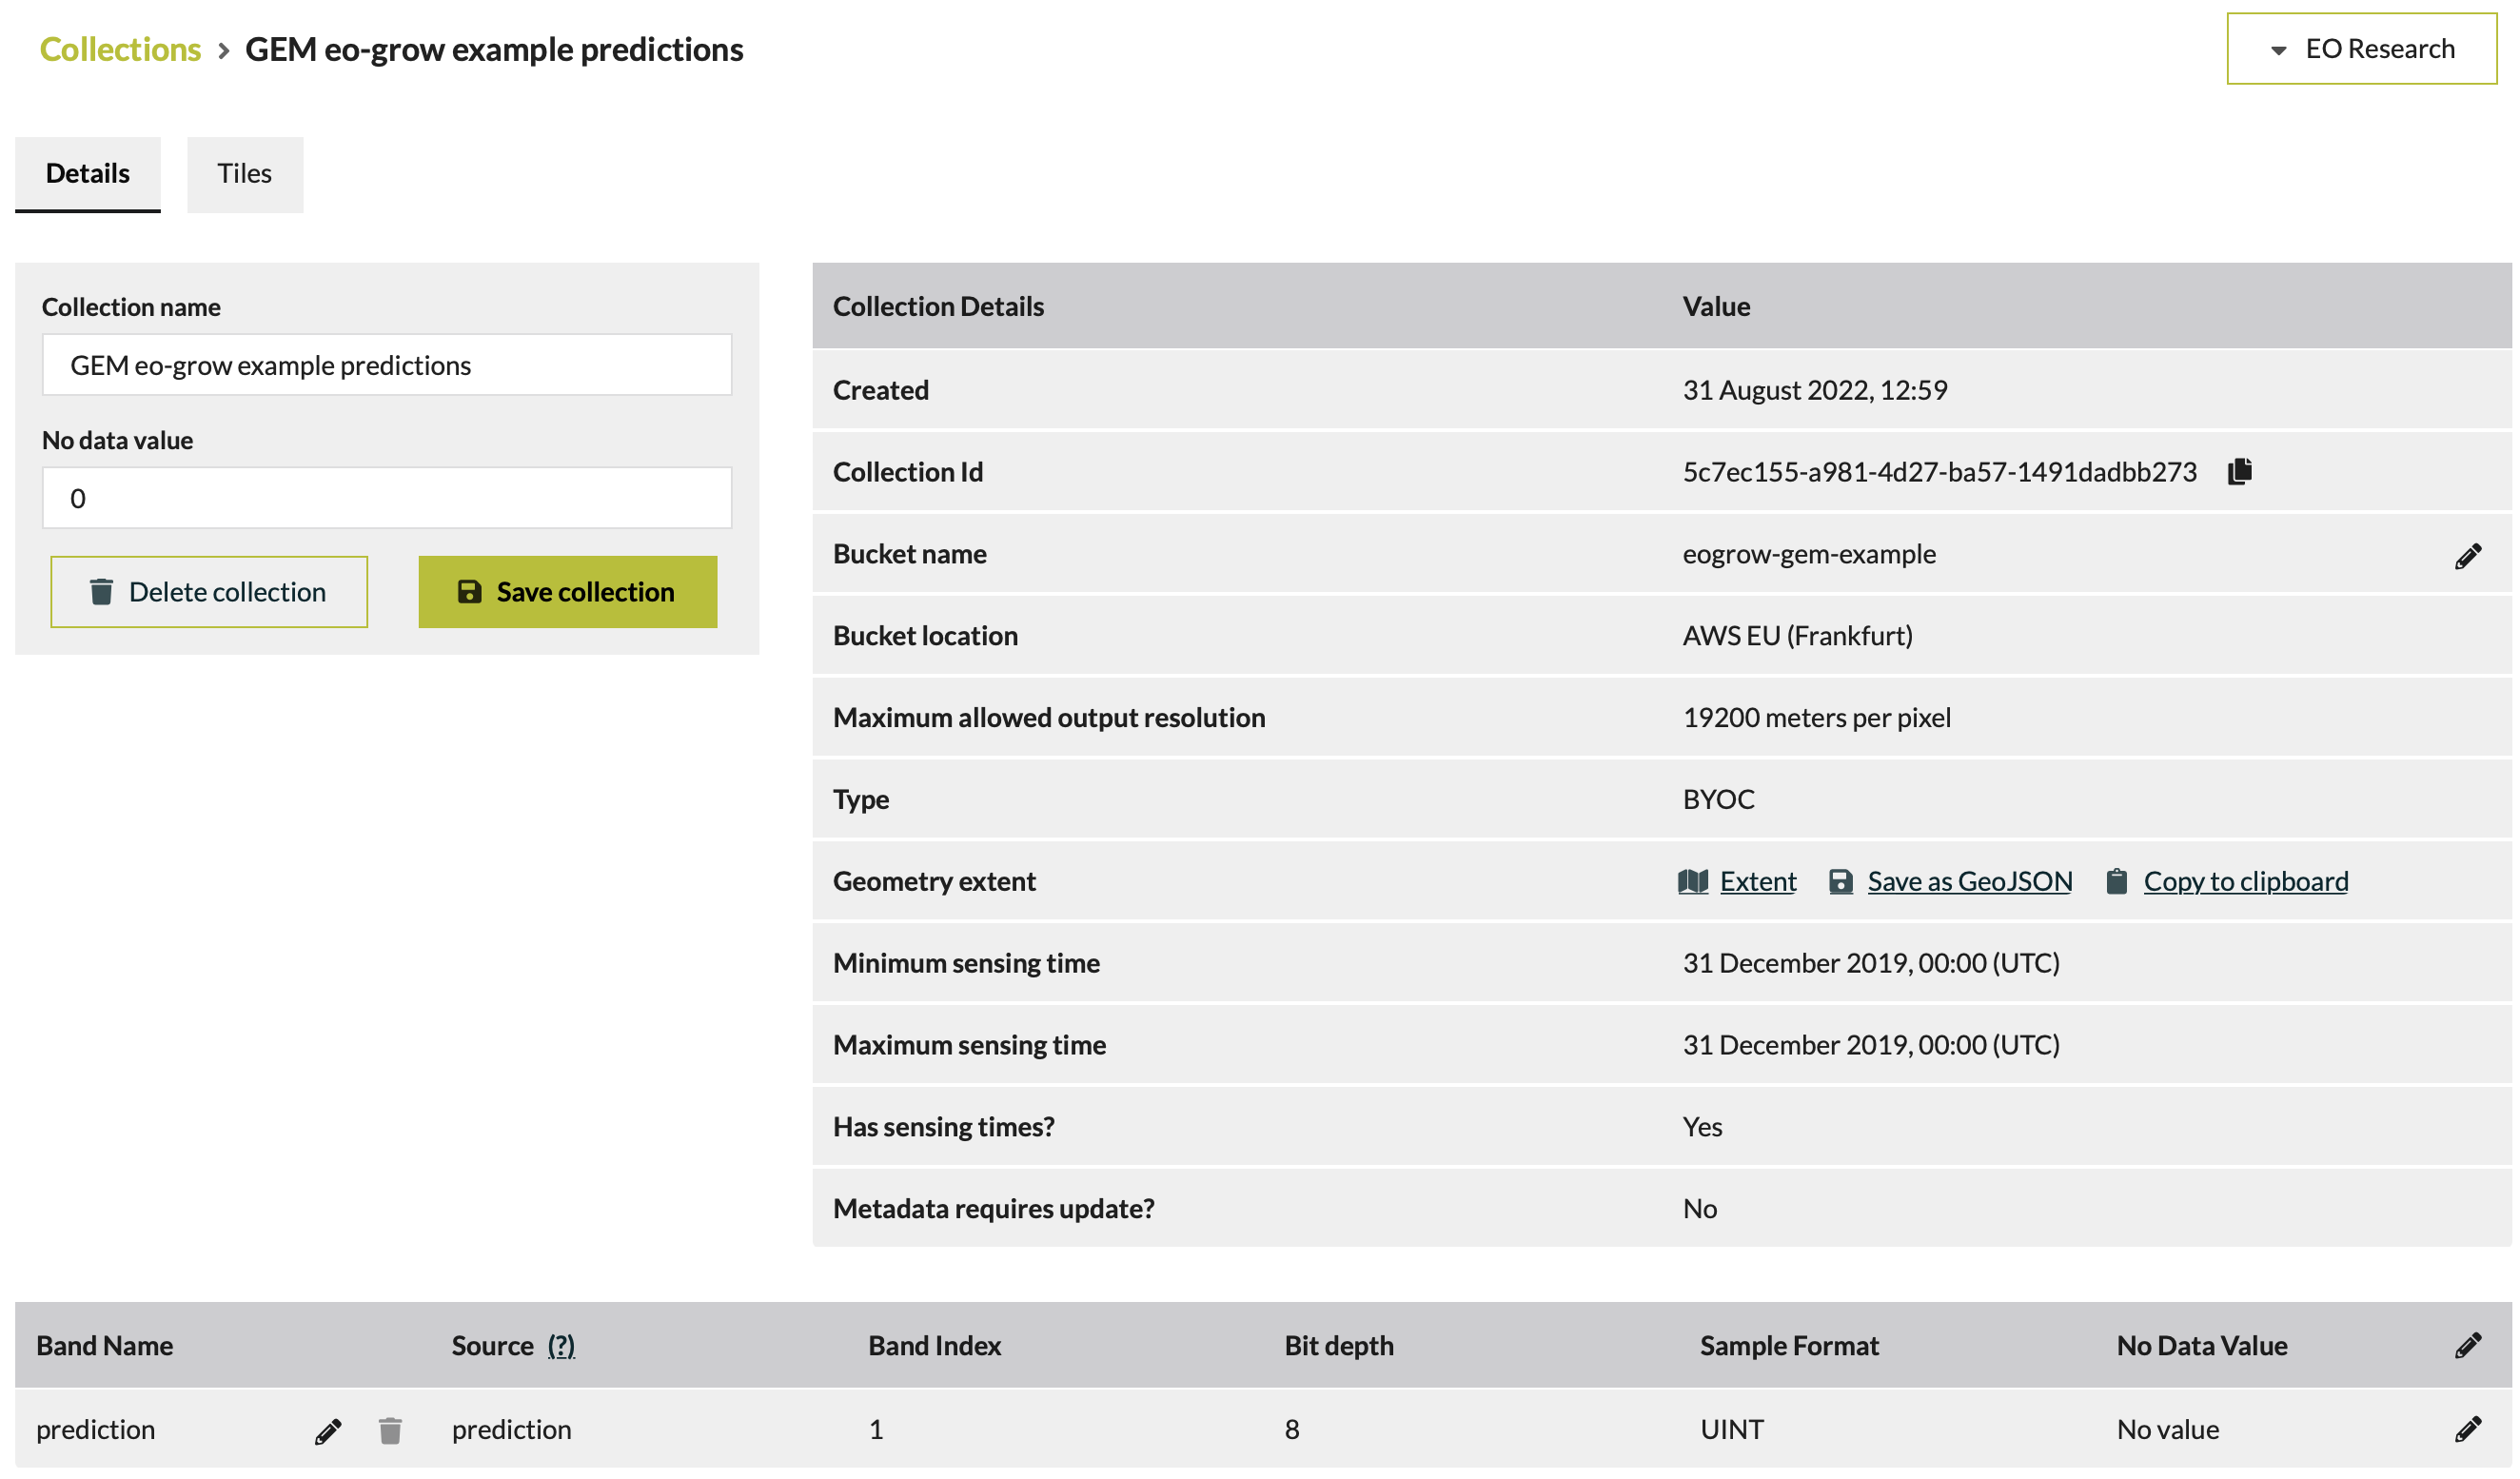 Collections > GEM eo-grow example predictions
EO Research
Details
Tiles
Collection name
GEM eo-grow example predictions
No data value
0
Delete collection
Save collection
Collection Details Value
Created 31 August 2022, 12:59
Collection Id 5c7ec155-a981-4d27-ba57-1491dadbb273
Bucket name eogrow-gem-example
Bucket location AWS EU (Frankfurt)
Maximum allowed output resolution 19200 meters per pixel
Type BYOC
Geometry extent Extent Save as GeoJSON Copy to clipboard
Minimum sensing time 31 December 2019, 00:00 (UTC)
Maximum sensing time 31 December 2019, 00:00 (UTC)
Has sensing times? Yes
Metadata requires update? No
Band Name Source (?) Band Index Bit depth Sample Format No Data Value
prediction prediction 1 8 UINT No value